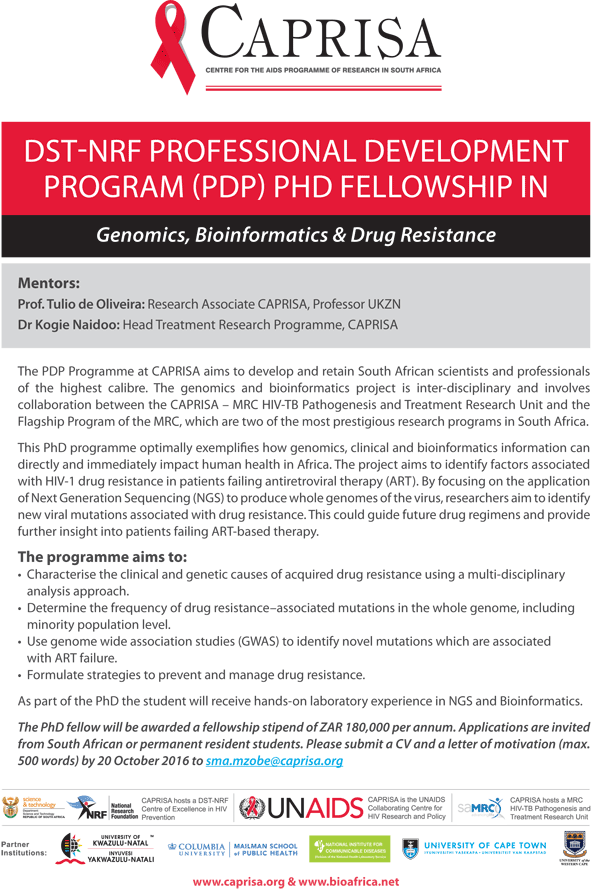 CAPRISA
CENTRE FOR THE AIDS PROGRAMME OF RESEARCH IN SOUTH AFRICA
DST-NRF PROFESSIONAL DEVELOPMENT
PROGRAM (PDP) PHD FELLOWSHIP IN
Genomics, Bioinformatics & Drug Resistance
Mentors:
Prof. Tulio de Oliveira: Research Associate CAPRISA, Professor UKZN
Dr Kogie Naidoo: Head Treatment Research Programme, CAPRISA
The PDP Programme at CAPRISA aims to develop and retain South African scientists and professionals
of the highest calibre. The genomics and bioinformatics project is inter-disciplinary and involves
collaboration between the CAPRISA – MRC HIV-TB Pathogenesis and Treatment Research Unit and the
Flagship Program of the MRC, which are two of the most prestigious research programs in South Africa.
This PhD programme optimally exemplifies how genomics, clinical and bioinformatics information can
directly and immediately impact human health in Africa. The project aims to identify factors associated
with HIV-1 drug resistance in patients failing antiretroviral therapy (ART). By focusing on the application
of Next Generation Sequencing (NGS) to produce whole genomes of the virus, researchers aim to identify
new viral mutations associated with drug resistance. This could guide future drug regimens and provide
further insight into patients failing ART-based therapy.
The programme aims to:
• Characterise the clinical and genetic causes of acquired drug resistance using a multi-disciplinary
analysis approach.
• Determine the frequency of drug resistance–associated mutations in the whole genome, including
minority population level.
• Use genome wide association studies (GWAS) to identify novel mutations which are associated
with ART failure.
• Formulate strategies to prevent and manage drug resistance.
As part of the PhD the student will receive hands-on laboratory experience in NGS and Bioinformatics.
The PhD fellow will be awarded a fellowship stipend of ZAR 180,000 per annum. Applications are invited
from South African or permanent resident students. Please submit a CV and a letter of motivation (max.
500 words) by 20 October 2016 to sma.mzobe@caprisa.org
science
& technology
Department:
Science and Technology
REPUBLIC OF SOUTH AFRICA
NRF
National
Research
Foundation
CAPRISA hosts a DST-NRF
Centre of Excellence in HIV
Prevention
UNAIDS
CAPRISA is the UNAIDS
Collaborating Centre for
HIV Research and Policy
saMRC
CAPRISA hosts a MRC
HIV-TB Pathogenesis and
Treatment Research Unit
Partner
Institutions:
UNIVERSITY OF
KWAZULU-NATAL
INYUVESI
YAKWAZULU-NATALI
COLUMBIA
UNIVERSITY
MAILMAN SCHOOL
of PUBLIC HEALTH
NATIONAL INSTITUTE FOR
COMMUNICABLE DISEASES
Division of the National Health Laboratory Service
UNIVERSITY OF CAPE TOWN
IYUNIVESITHI YASEKAPA • UNIVERSITEIT VAN KAAPSTAD
UNIVERSITY of the
WESTERN CAPE
www.caprisa.org & www.bioafrica.net